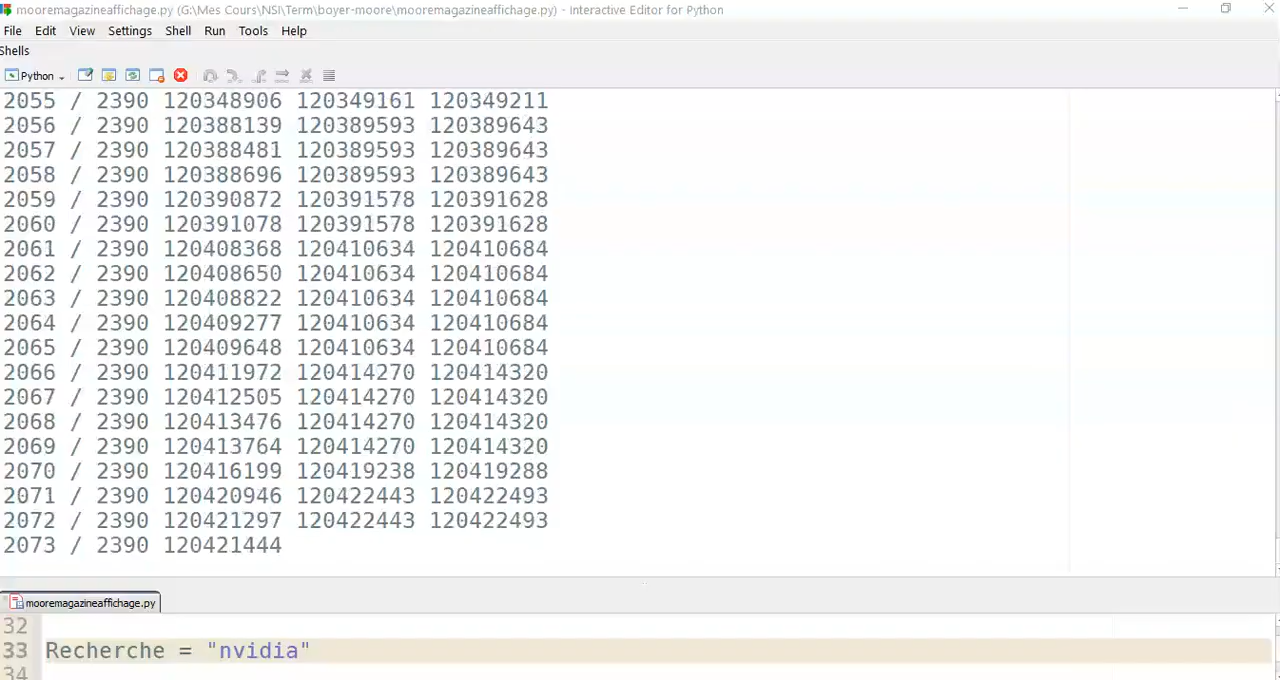 mooremagazineaffichage.py (G:\Mes Cours\NSI\Term\boyer-moore\mooremagazineaffichage.py) - Interactive Editor for Python
File Edit View Settings Shell Run Tools Help
Shells
Python
2055 / 2390 120348906 120349161 120349211
2056 / 2390 120388139 120389593 120389643
2057 / 2390 120388481 120389593 120389643
2058 / 2390 120388696 120389593 120389643
2059 / 2390 120390872 120391578 120391628
2060 / 2390 120391078 120391578 120391628
2061 / 2390 120408368 120410634 120410684
2062 / 2390 120408650 120410634 120410684
2063 / 2390 120408822 120410634 120410684
2064 / 2390 120409277 120410634 120410684
2065 / 2390 120409648 120410634 120410684
2066 / 2390 120411972 120414270 120414320
2067 / 2390 120412505 120414270 120414320
2068 / 2390 120413476 120414270 120414320
2069 / 2390 120413764 120414270 120414320
2070 / 2390 120416199 120419238 120419288
2071 / 2390 120420946 120422443 120422493
2072 / 2390 120421297 120422443 120422493
2073 / 2390 120421444
mooremagazineaffichage.py
32
33 Recherche = "nvidia"
34